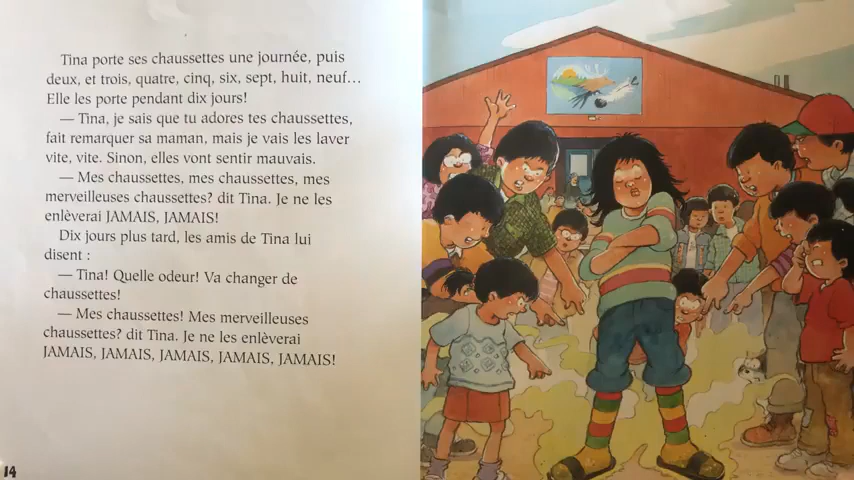 Tina porte ses chaussettes une journée, puis
deux, et trois, quatre, cinq, six, sept, huit, neuf...
Elle les porte pendant dix jours!
— Tina, je sais que tu adores tes chaussettes,
fait remarquer sa maman, mais je vais les laver
vite, vite. Sinon, elles vont sentir mauvais.
— Mes chaussettes, mes chaussettes, mes
merveilleuses chaussettes? dit Tina. Je ne les
enlèverai JAMAIS, JAMAIS!
Dix jours plus tard, les amis de Tina lui
disent :
— Tina! Quelle odeur! Va changer de
chaussettes!
— Mes chaussettes! Mes merveilleuses
chaussettes? dit Tina. Je ne les enlèverai
JAMAIS, JAMAIS, JAMAIS, JAMAIS, JAMAIS!
14